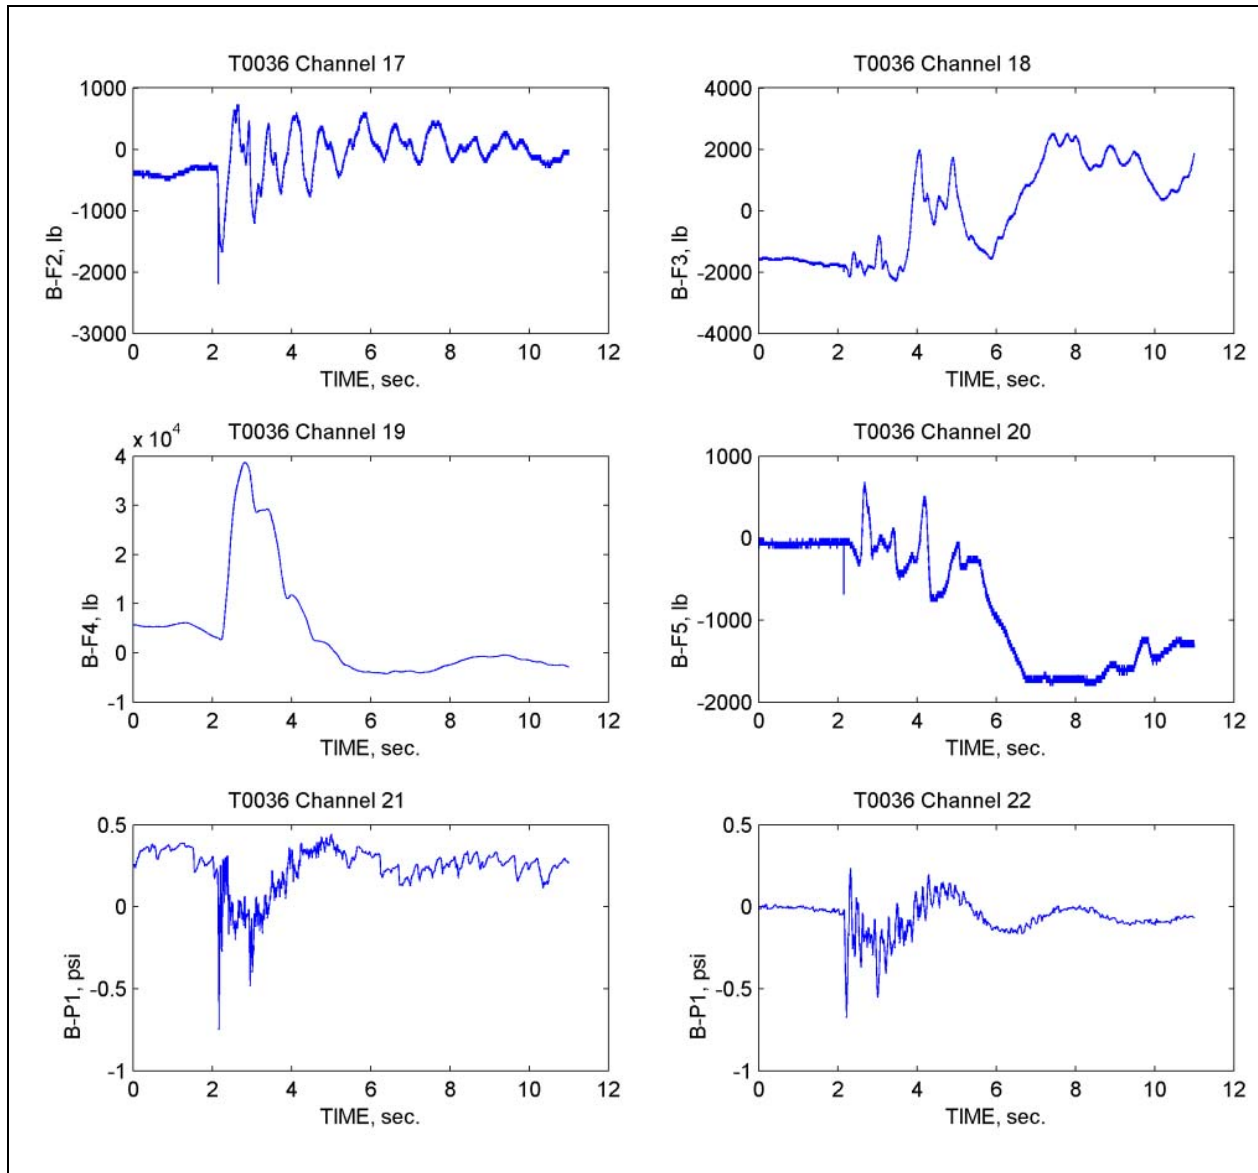 T0036 Channel 17
1000
0
-1000
-2000
-3000
B-F2, lb
0 2 4 6 8 10 12
TIME, sec.
T0036 Channel 18
4000
2000
0
-2000
-4000
B-F3, lb
0 2 4 6 8 10 12
TIME, sec.
x 10^4
T0036 Channel 19
4
3
2
1
0
-1
B-F4, lb
0 2 4 6 8 10 12
TIME, sec.
T0036 Channel 20
1000
0
-1000
-2000
B-F5, lb
0 2 4 6 8 10 12
TIME, sec.
T0036 Channel 21
0.5
0
-0.5
-1
B-P1, psi
0 2 4 6 8 10 12
TIME, sec.
T0036 Channel 22
0.5
0
-0.5
-1
B-P1, psi
0 2 4 6 8 10 12
TIME, sec.